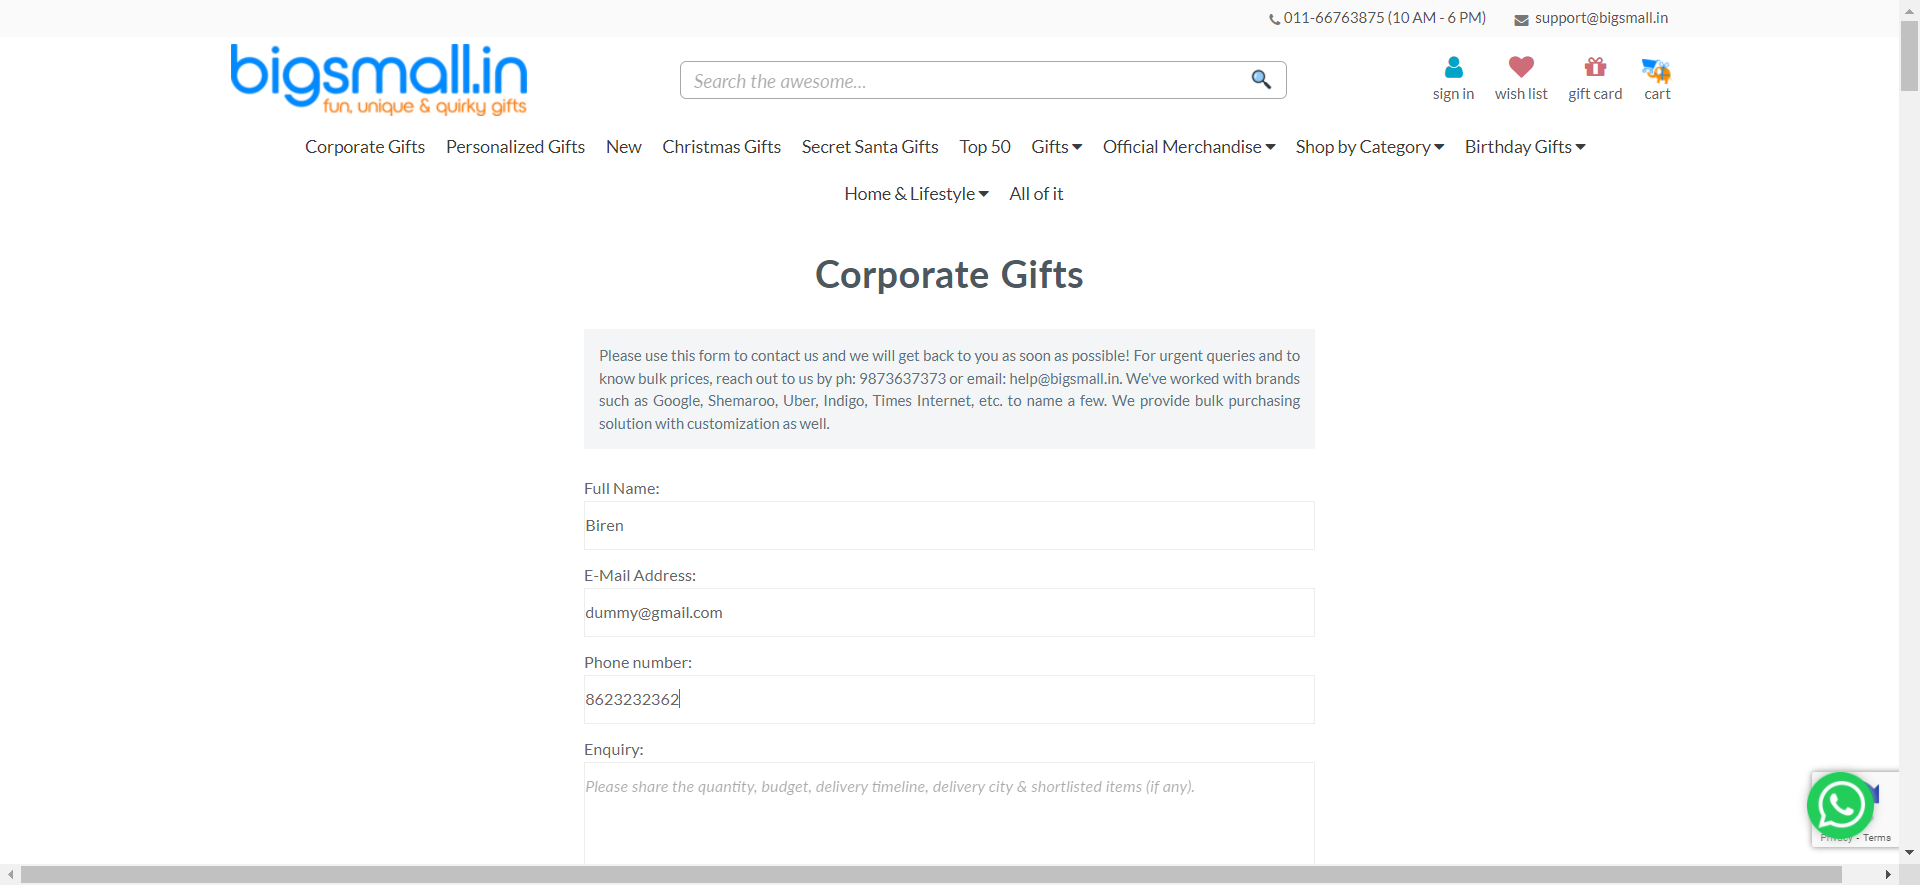 011-66763875 (10 AM - 6 PM) support@bigsmall.in
bigsmall.in
fun, unique & quirky gifts
Search the awesome...
sign in wish list gift card cart
Corporate Gifts Personalized Gifts New Christmas Gifts Secret Santa Gifts Top 50 Gifts Official Merchandise Shop by Category Birthday Gifts
Home & Lifestyle All of it
Corporate Gifts
Please use this form to contact us and we will get back to you as soon as possible! For urgent queries and to
know bulk prices, reach out to us by ph: 9873637373 or email: help@bigsmall.in. We've worked with brands
such as Google, Shemaroo, Uber, Indigo, Times Internet, etc. to name a few. We provide bulk purchasing
solution with customization as well.
Full Name:
Biren
E-Mail Address:
dummy@gmail.com
Phone number:
8623232362
Enquiry:
Please share the quantity, budget, delivery timeline, delivery city & shortlisted items (if any).
Privacy - Terms